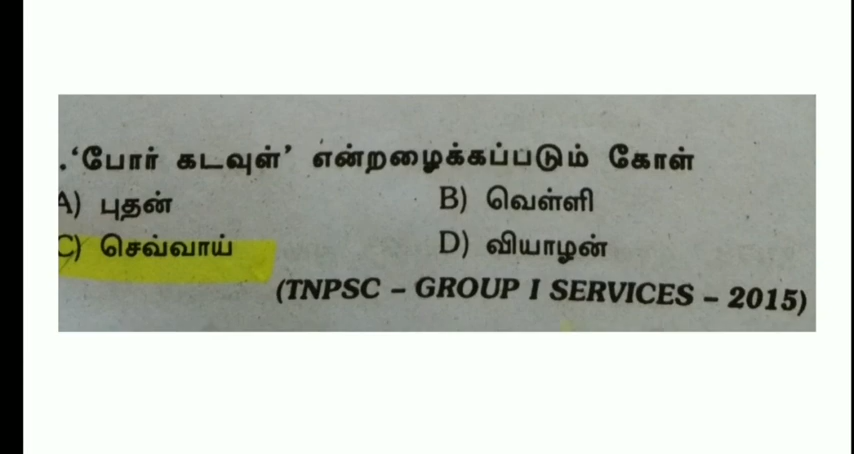 .‘போர் கடவுள்’ என்றழைக்கப்படும் கோள்
A) புதன் B) வெள்ளி
C) செவ்வாய் D) வியாழன்
(TNPSC – GROUP I SERVICES – 2015)